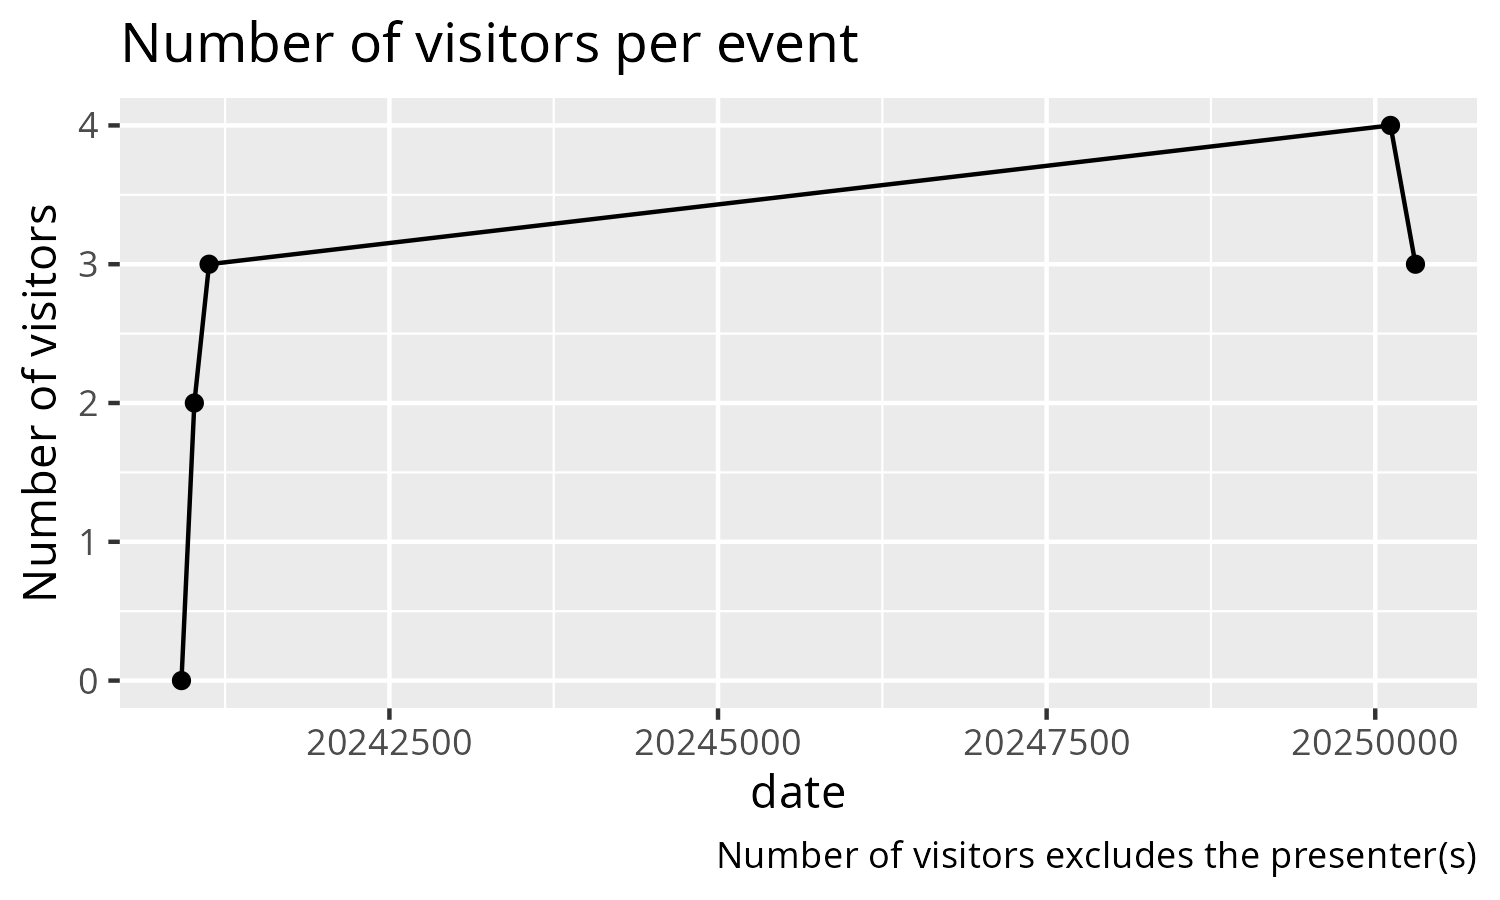 Number of visitors per event
Number of visitors
4
3
2
1
0
20242500 20245000 20247500 20250000
date
Number of visitors excludes the presenter(s)